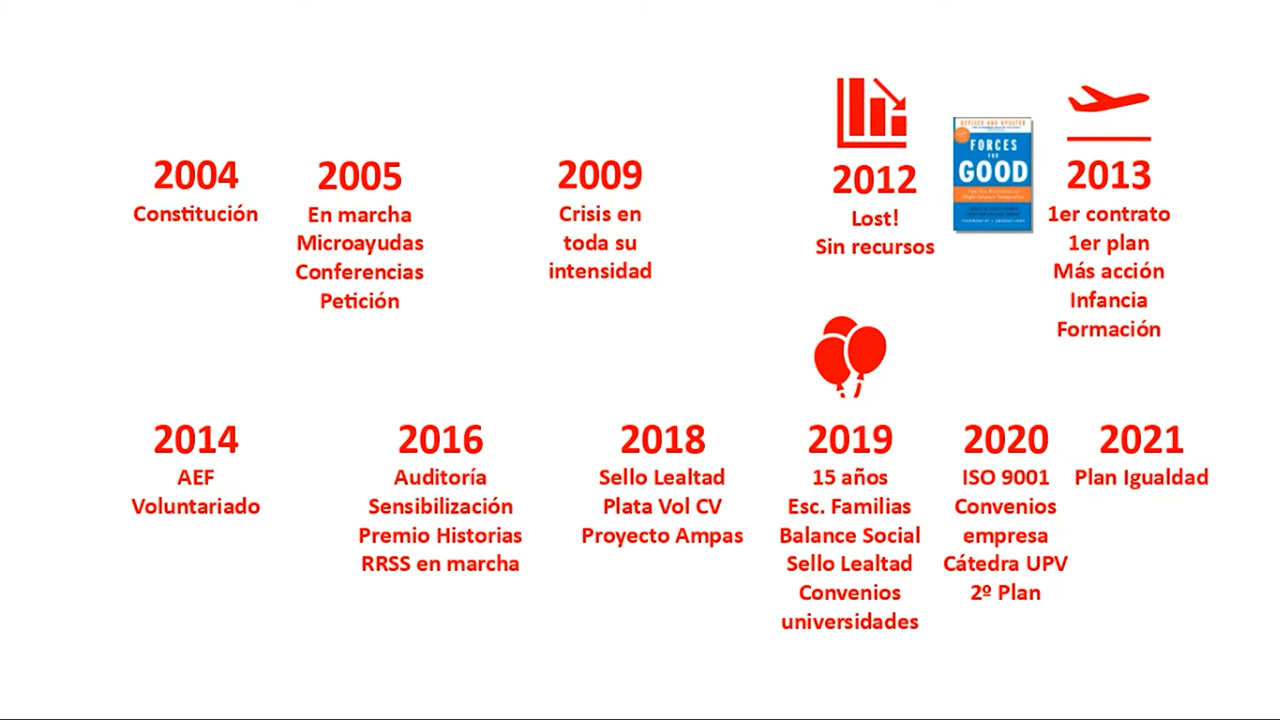 2004
Constitución
2005
En marcha
Microayudas
Conferencias
Petición
2009
Crisis en
toda su
intensidad
2012
Lost!
Sin recursos
REVISED AND UPDATED
FORCES
FOR
GOOD
2013
1er contrato
1er plan
Más acción
Infancia
Formación
2014
AEF
Voluntariado
2016
Auditoría
Sensibilización
Premio Historias
RRSS en marcha
2018
Sello Lealtad
Plata Vol CV
Proyecto Ampas
2019
15 años
Esc. Familias
Balance Social
Sello Lealtad
Convenios
universidades
2020
ISO 9001
Convenios
empresa
Cátedra UPV
2º Plan
2021
Plan Igualdad